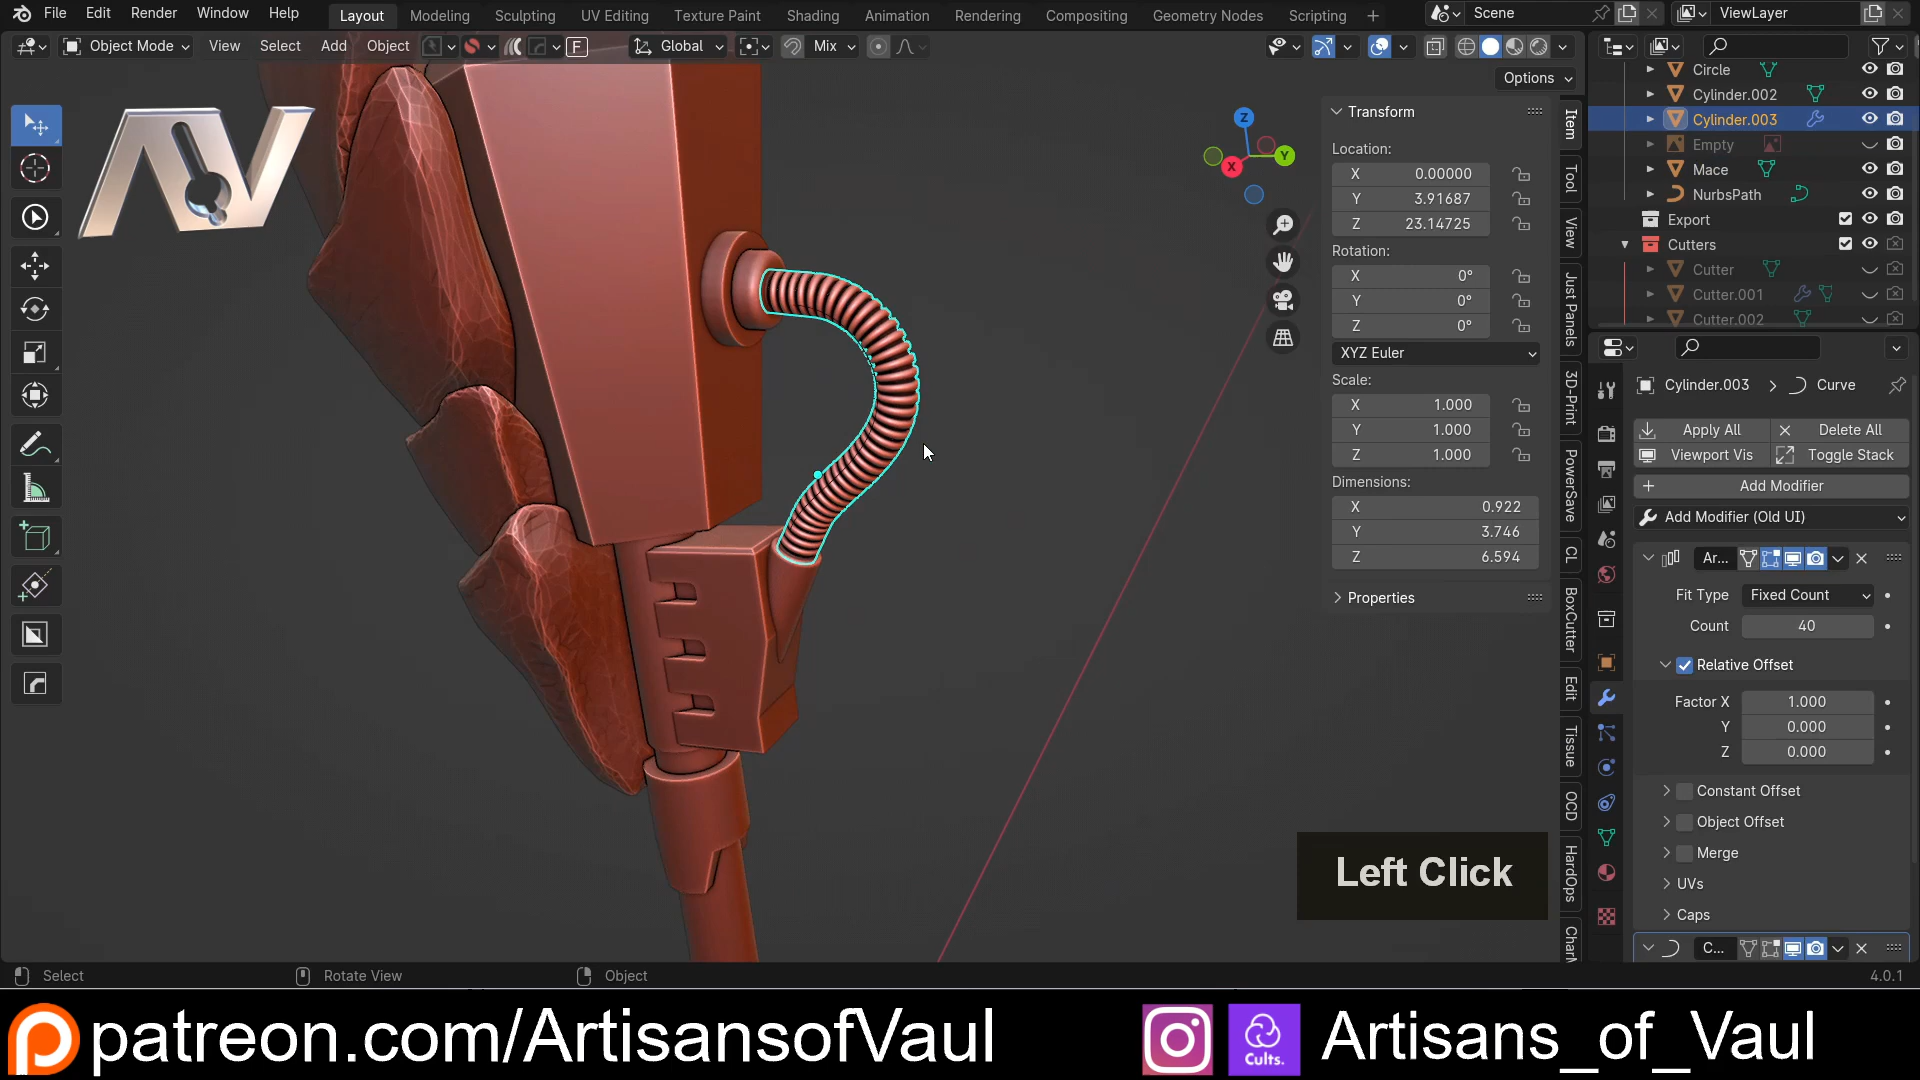 File Edit Render Window Help Layout Modeling Sculpting UV Editing Texture Paint Shading Animation Rendering Compositing Geometry Nodes Scripting + Scene ViewLayer
Object Mode View Select Add Object F Global Mix
Options
AV
Transform
Location:
X 0.00000
Y 3.91687
Z 23.14725
Rotation:
X 0°
Y 0°
Z 0°
XYZ Euler
Scale:
X 1.000
Y 1.000
Z 1.000
Dimensions:
X 0.922
Y 3.746
Z 6.594
Properties
Z
Y
X
Item
Tool
View
Just Panels
3D-Print
PowerSave
CL
BoxCutter
Edit
Tissue
OCD
HardOps
Circle
Cylinder.002
Cylinder.003
Empty
Mace
NurbsPath
Export
Cutters
Cutter
Cutter.001
Cutter.002
Cylinder.003 > Curve
Apply All Delete All
Viewport Vis Toggle Stack
Add Modifier
Add Modifier (Old UI)
Ar...
Fit Type Fixed Count
Count 40
Relative Offset
Factor X 1.000
Y 0.000
Z 0.000
Constant Offset
Object Offset
Merge
UVs
Caps
C...
Left Click
Select Rotate View Object 4.0.1
patreon.com/ArtisansofVaul
Cults.
Artisans_of_Vaul